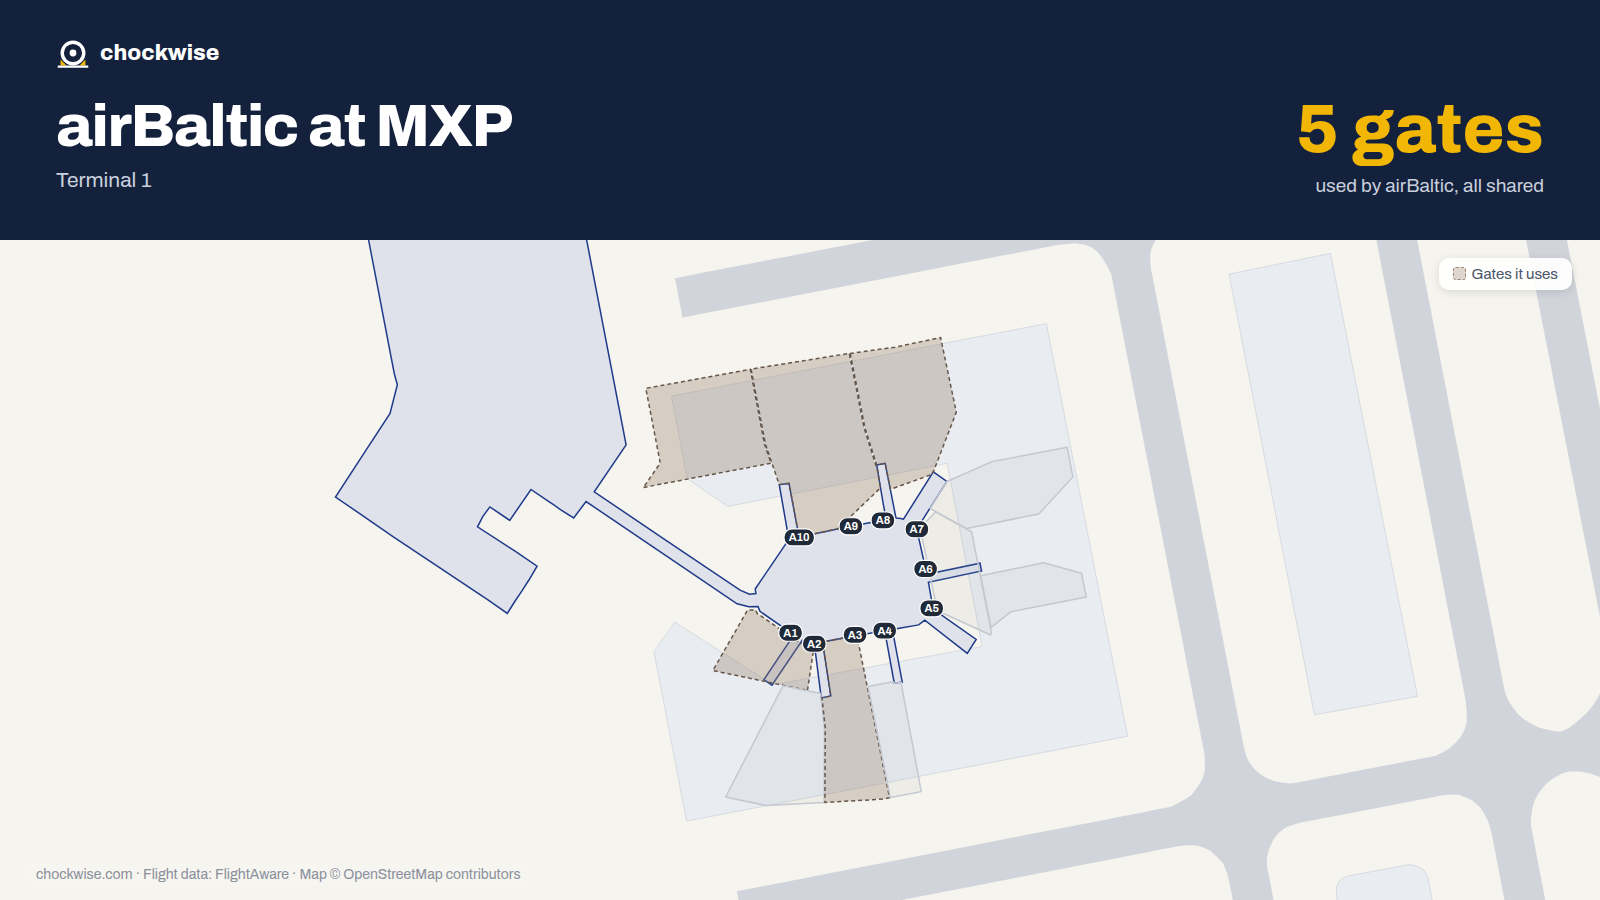 chockwise
airBaltic at MXP
Terminal 1
5 gates
used by airBaltic, all shared
Gates it uses
A10
A9
A8
A7
A6
A5
A1
A2
A3
A4
chockwise.com · Flight data: FlightAware · Map © OpenStreetMap contributors